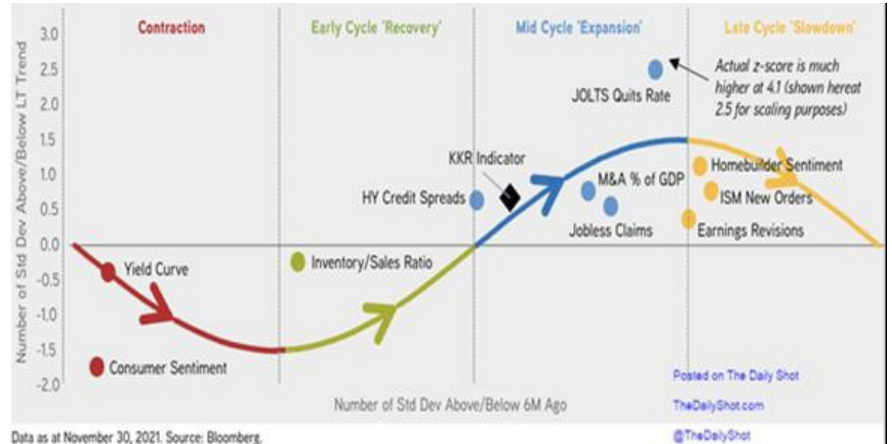 Contraction
Early Cycle 'Recovery'
Mid Cycle 'Expansion'
Late Cycle 'Slowdown'
Number of Std Dev Above/Below LT Trend
3.0
2.5
2.0
1.5
1.0
0.5
0.0
-0.5
-1.0
-1.5
-2.0
Actual z-score is much
higher at 4.1 (shown hereat
2.5 for scaling purposes)
JOLTS Quits Rate
KKR Indicator
HY Credit Spreads
M&A % of GDP
Jobless Claims
Homebuilder Sentiment
ISM New Orders
Earnings Revisions
Yield Curve
Inventory/Sales Ratio
Consumer Sentiment
Number of Std Dev Above/Below 6M Ago
Posted on The Daily Shot
TheDailyShot.com
@TheDailyShot
Data as at November 30, 2021. Source: Bloomberg.